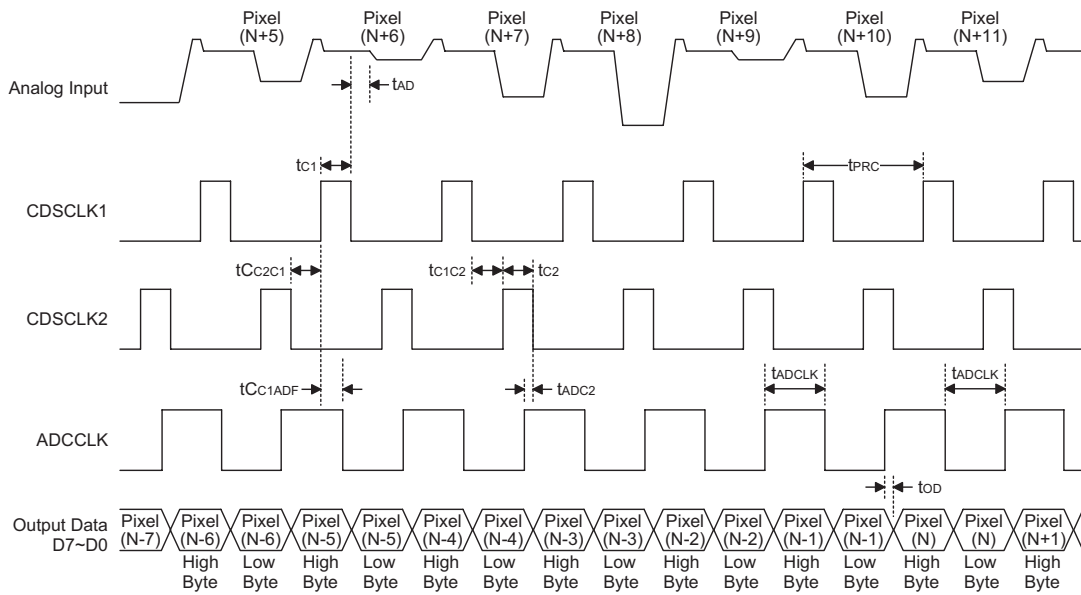 Pixel (N+5) Pixel (N+6) Pixel (N+7) Pixel (N+8) Pixel (N+9) Pixel (N+10) Pixel (N+11)
Analog Input
tAD
tC1
tPRC
CDSCLK1
tCC2C1
tC1C2
tC2
CDSCLK2
tCC1ADF
tADC2
tADCLK
tADCLK
ADCCLK
tOD
Output Data
D7~D0
Pixel (N-7) Pixel (N-6) Pixel (N-6) Pixel (N-5) Pixel (N-5) Pixel (N-4) Pixel (N-4) Pixel (N-3) Pixel (N-3) Pixel (N-2) Pixel (N-2) Pixel (N-1) Pixel (N-1) Pixel (N) Pixel (N) Pixel (N+1)
High Byte Low Byte High Byte Low Byte High Byte Low Byte High Byte Low Byte High Byte Low Byte High Byte Low Byte High Byte Low Byte High Byte